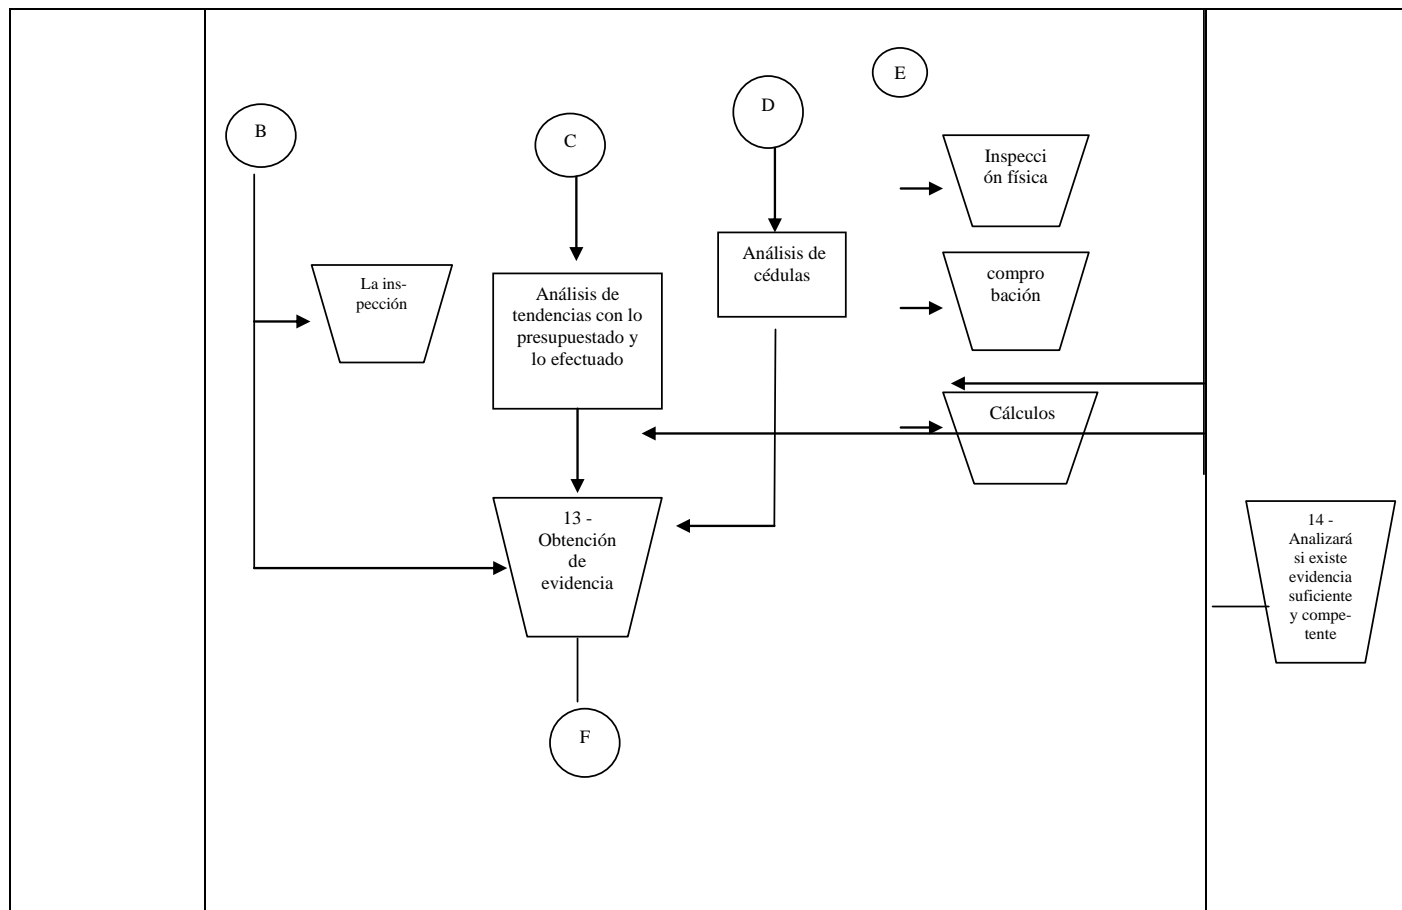 B
C
D
E
La ins-
pección
Análisis de
tendencias con lo
presupuestado y
lo efectuado
Análisis de
cédulas
Inspecci
ón física
compro
bación
Cálculos
13 -
Obtención
de
evidencia
14 -
Analizará
si existe
evidencia
suficiente
y compe-
tente
F